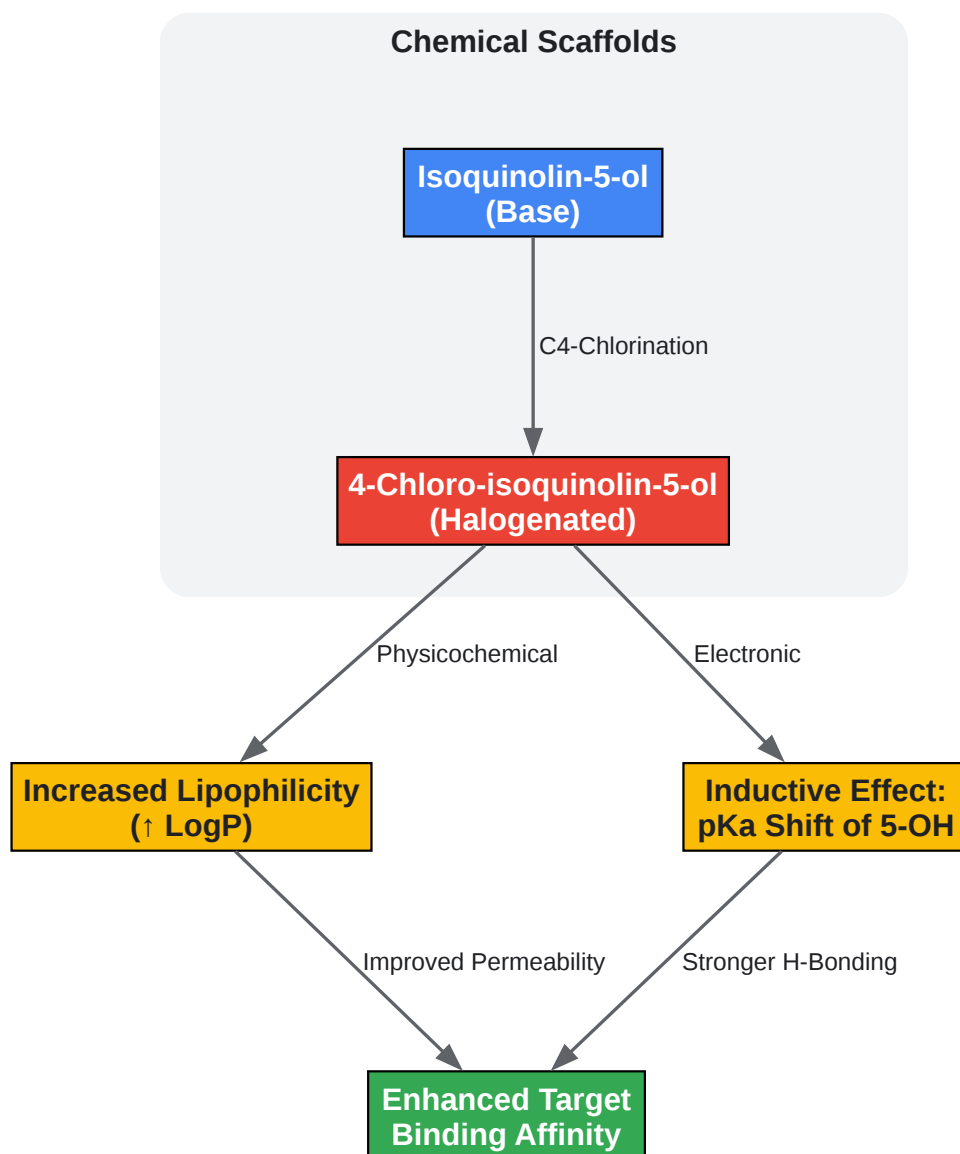 Chemical Scaffolds
Isoquinolin-5-ol
(Base)
C4-Chlorination
4-Chloro-isoquinolin-5-ol
(Halogenated)
Physicochemical
Electronic
Increased Lipophilicity
(↑ LogP)
Inductive Effect:
pKa Shift of 5-OH
Improved Permeability
Stronger H-Bonding
Enhanced Target
Binding Affinity